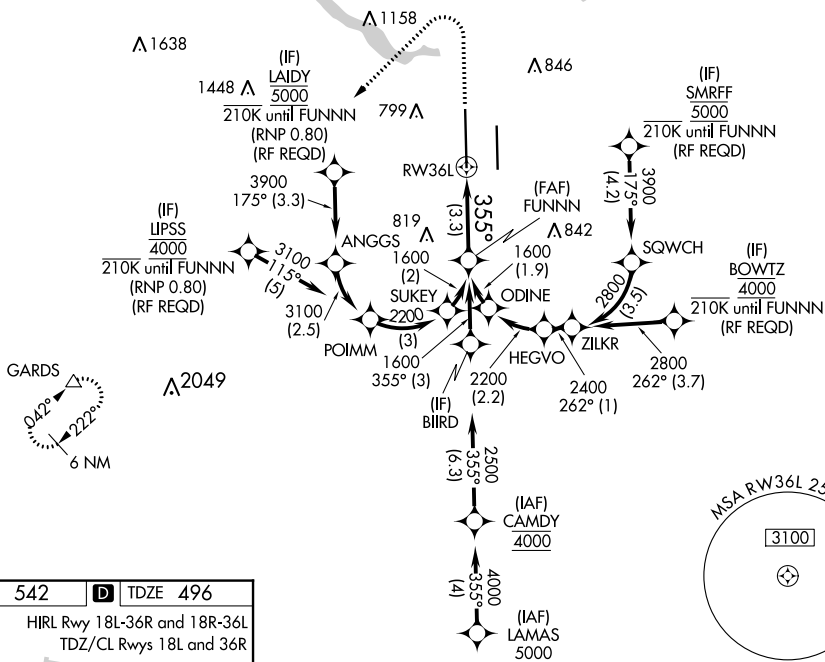 1158
1638
(IF)
LAIDY
5000
210K until FUNNN
(RNP 0.80)
(RF REQD)
1448
799
846
(IF)
SMRFF
5000
210K until FUNNN
(RF REQD)
RW36L
3900
175° (3.3)
355°
(3.3)
(FAF)
FUNNN
3900
175°
(4.2)
(IF)
LIPSS
4000
210K until FUNNN
(RNP 0.80)
(RF REQD)
3100
115°
(5)
ANGGS
819
842
1600
(2)
1600
(1.9)
SQWCH
(IF)
BOWTZ
4000
210K until FUNNN
(RF REQD)
2800
(3.5)
3100
(2.5)
SUKEY
ODINE
2200
(3)
POIMM
1600
355° (3)
HEGVO
ZILKR
2200
(2.2)
2400
262° (1)
2800
262° (3.7)
(IF)
BIIRD
GARDS
2049
042°
222°
6 NM
2500
355°
(6.3)
(IAF)
CAMDY
4000
4000
355°
(4)
(IAF)
LAMAS
5000
MSA RW36L 25
3100
542 D TDZE 496
HIRL Rwy 18L-36R and 18R-36L
TDZ/CL Rwys 18L and 36R